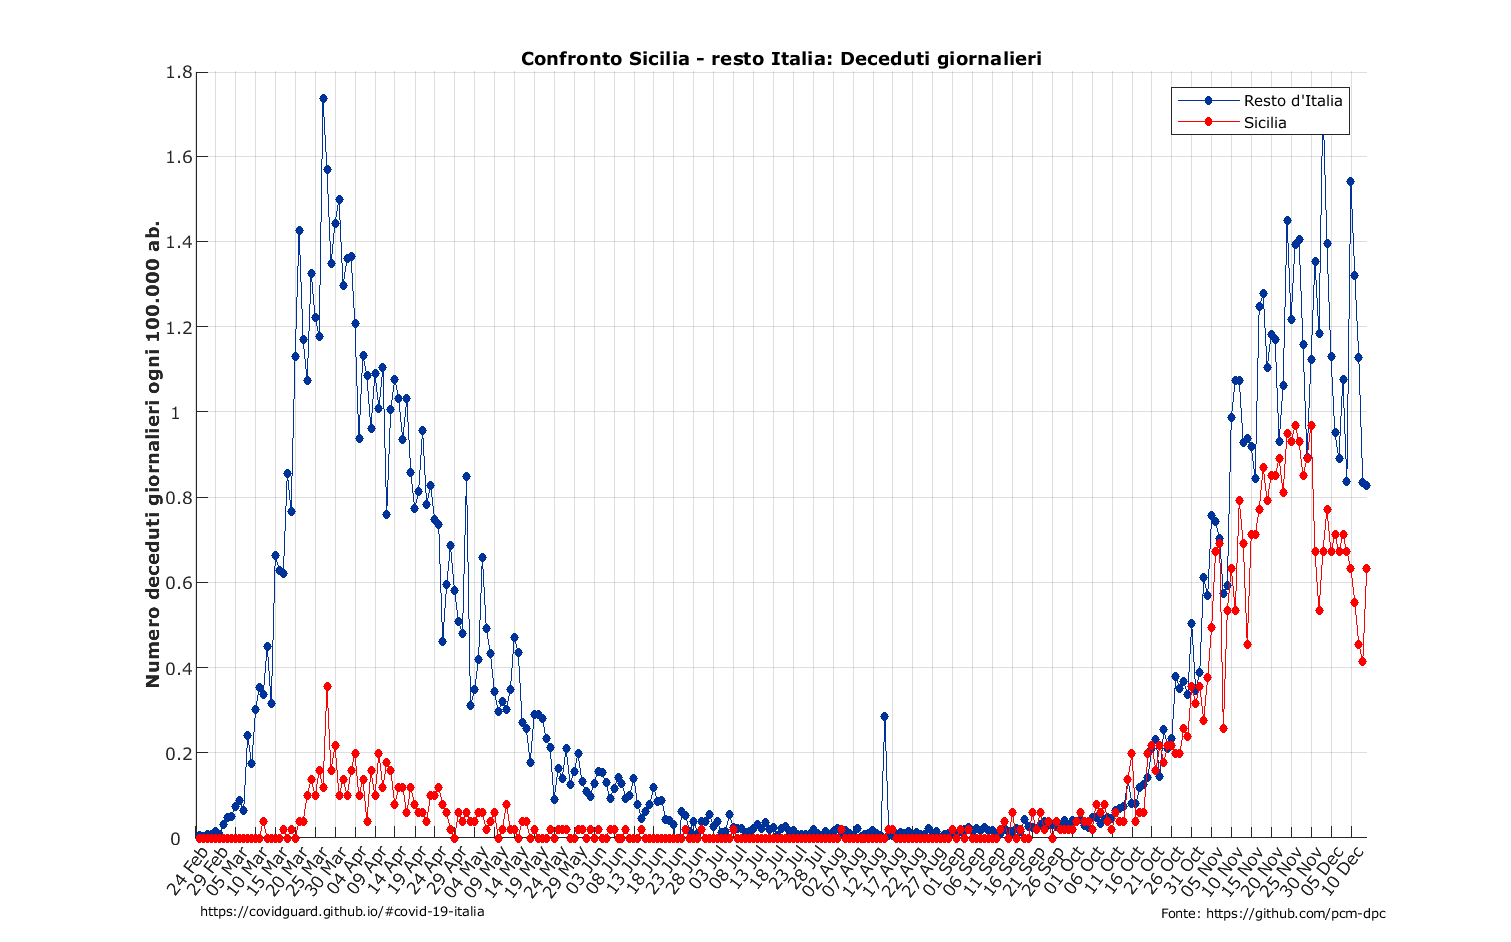 Confronto Sicilia - resto Italia: Deceduti giornalieri
Numero deceduti giornalieri ogni 100.000 ab.
1.8
1.6
1.4
1.2
1
0.8
0.6
0.4
0.2
0
Resto d'Italia
Sicilia
24 Feb
29 Feb
05 Mar
10 Mar
15 Mar
20 Mar
25 Mar
30 Mar
04 Apr
09 Apr
14 Apr
19 Apr
24 Apr
29 Apr
04 May
09 May
14 May
19 May
24 May
29 May
03 Jun
08 Jun
13 Jun
18 Jun
23 Jun
28 Jun
03 Jul
08 Jul
13 Jul
18 Jul
23 Jul
28 Jul
02 Aug
07 Aug
12 Aug
17 Aug
22 Aug
27 Aug
01 Sep
06 Sep
11 Sep
16 Sep
21 Sep
26 Sep
01 Oct
06 Oct
11 Oct
16 Oct
21 Oct
26 Oct
31 Oct
05 Nov
10 Nov
15 Nov
20 Nov
25 Nov
30 Nov
05 Dec
10 Dec
https://covidguard.github.io/#covid-19-italia
Fonte: https://github.com/pcm-dpc